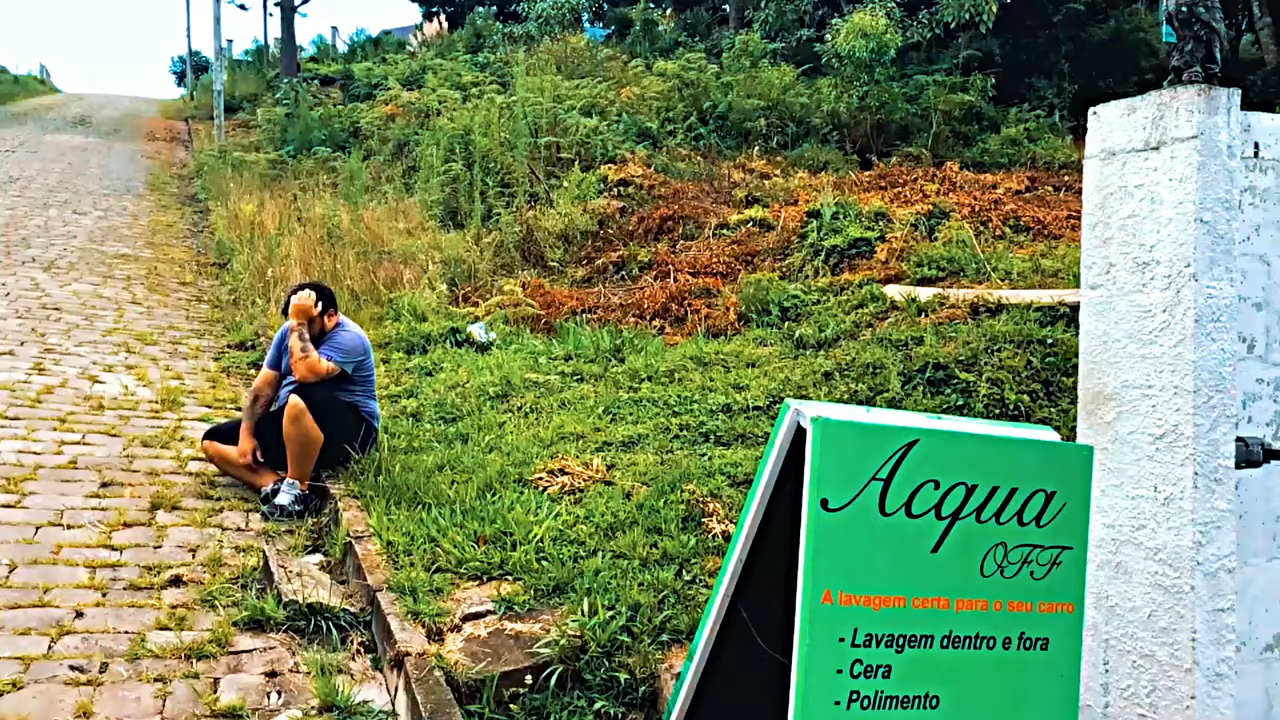 Acqua
OFF
A lavagem certa para o seu carro
- Lavagem dentro e fora
- Cera
- Polimento